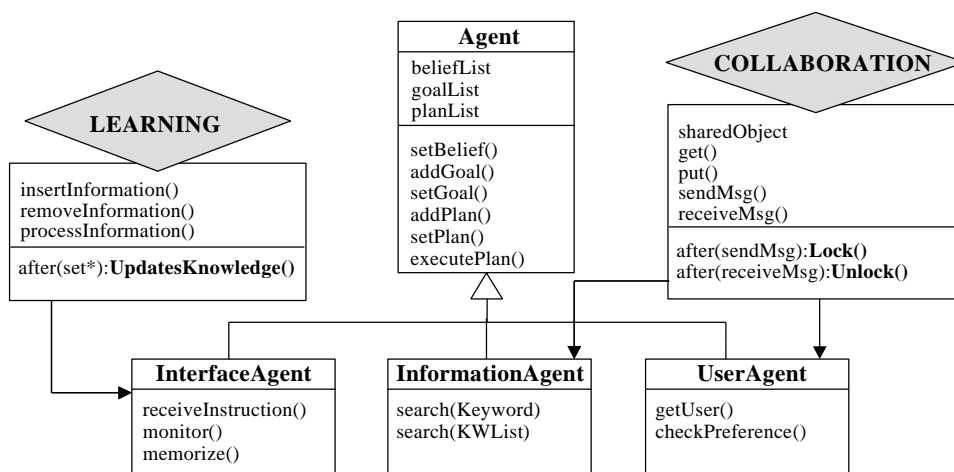 Agent
beliefList
goalList
planList
setBelief()
addGoal()
setGoal()
addPlan()
setPlan()
executePlan()
LEARNING
insertInformation()
removeInformation()
processInformation()
after(set*):UpdatesKnowledge()
COLLABORATION
sharedObject
get()
put()
sendMsg()
receiveMsg()
after(sendMsg):Lock()
after(receiveMsg):Unlock()
InterfaceAgent
receiveInstruction()
monitor()
memorize()
InformationAgent
search(Keyword)
search(KWList)
UserAgent
getUser()
checkPreference()